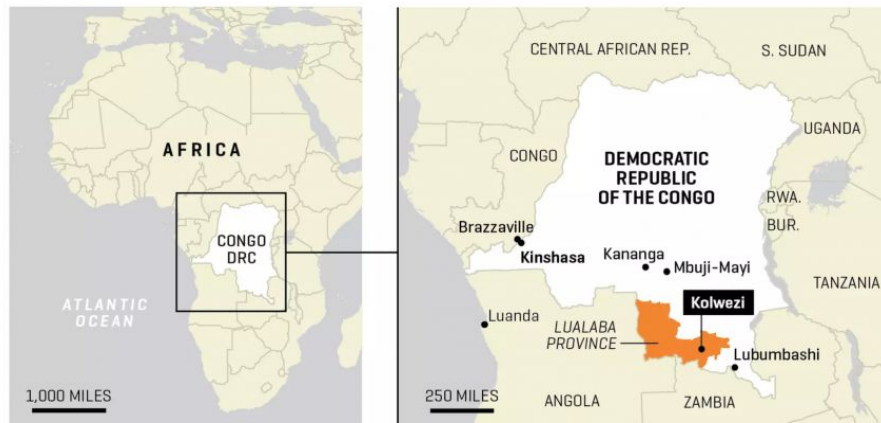 AFRICA
CONGO
DRC
ATLANTIC
OCEAN
1,000 MILES
CENTRAL AFRICAN REP.
S. SUDAN
UGANDA
CONGO
DEMOCRATIC
REPUBLIC
OF THE CONGO
RWA.
BUR.
Brazzaville
Kinshasa
Kananga
Mbuji-Mayi
TANZANIA
Kolwezi
Luanda
LUALABA
PROVINCE
Lubumbashi
250 MILES
ANGOLA
ZAMBIA